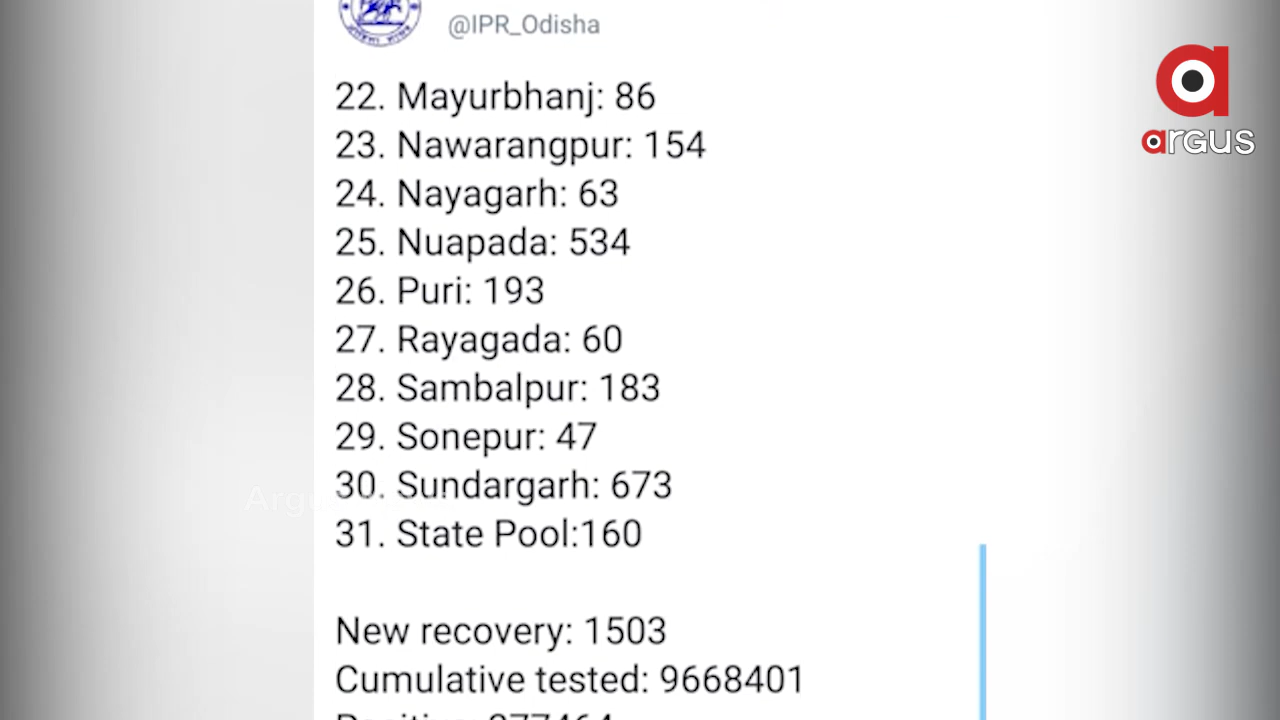 @IPR_Odisha
argus
22. Mayurbhanj: 86
23. Nawarangpur: 154
24. Nayagarh: 63
25. Nuapada: 534
26. Puri: 193
27. Rayagada: 60
28. Sambalpur: 183
29. Sonepur: 47
30. Sundargarh: 673
31. State Pool:160
New recovery: 1503
Cumulative tested: 9668401